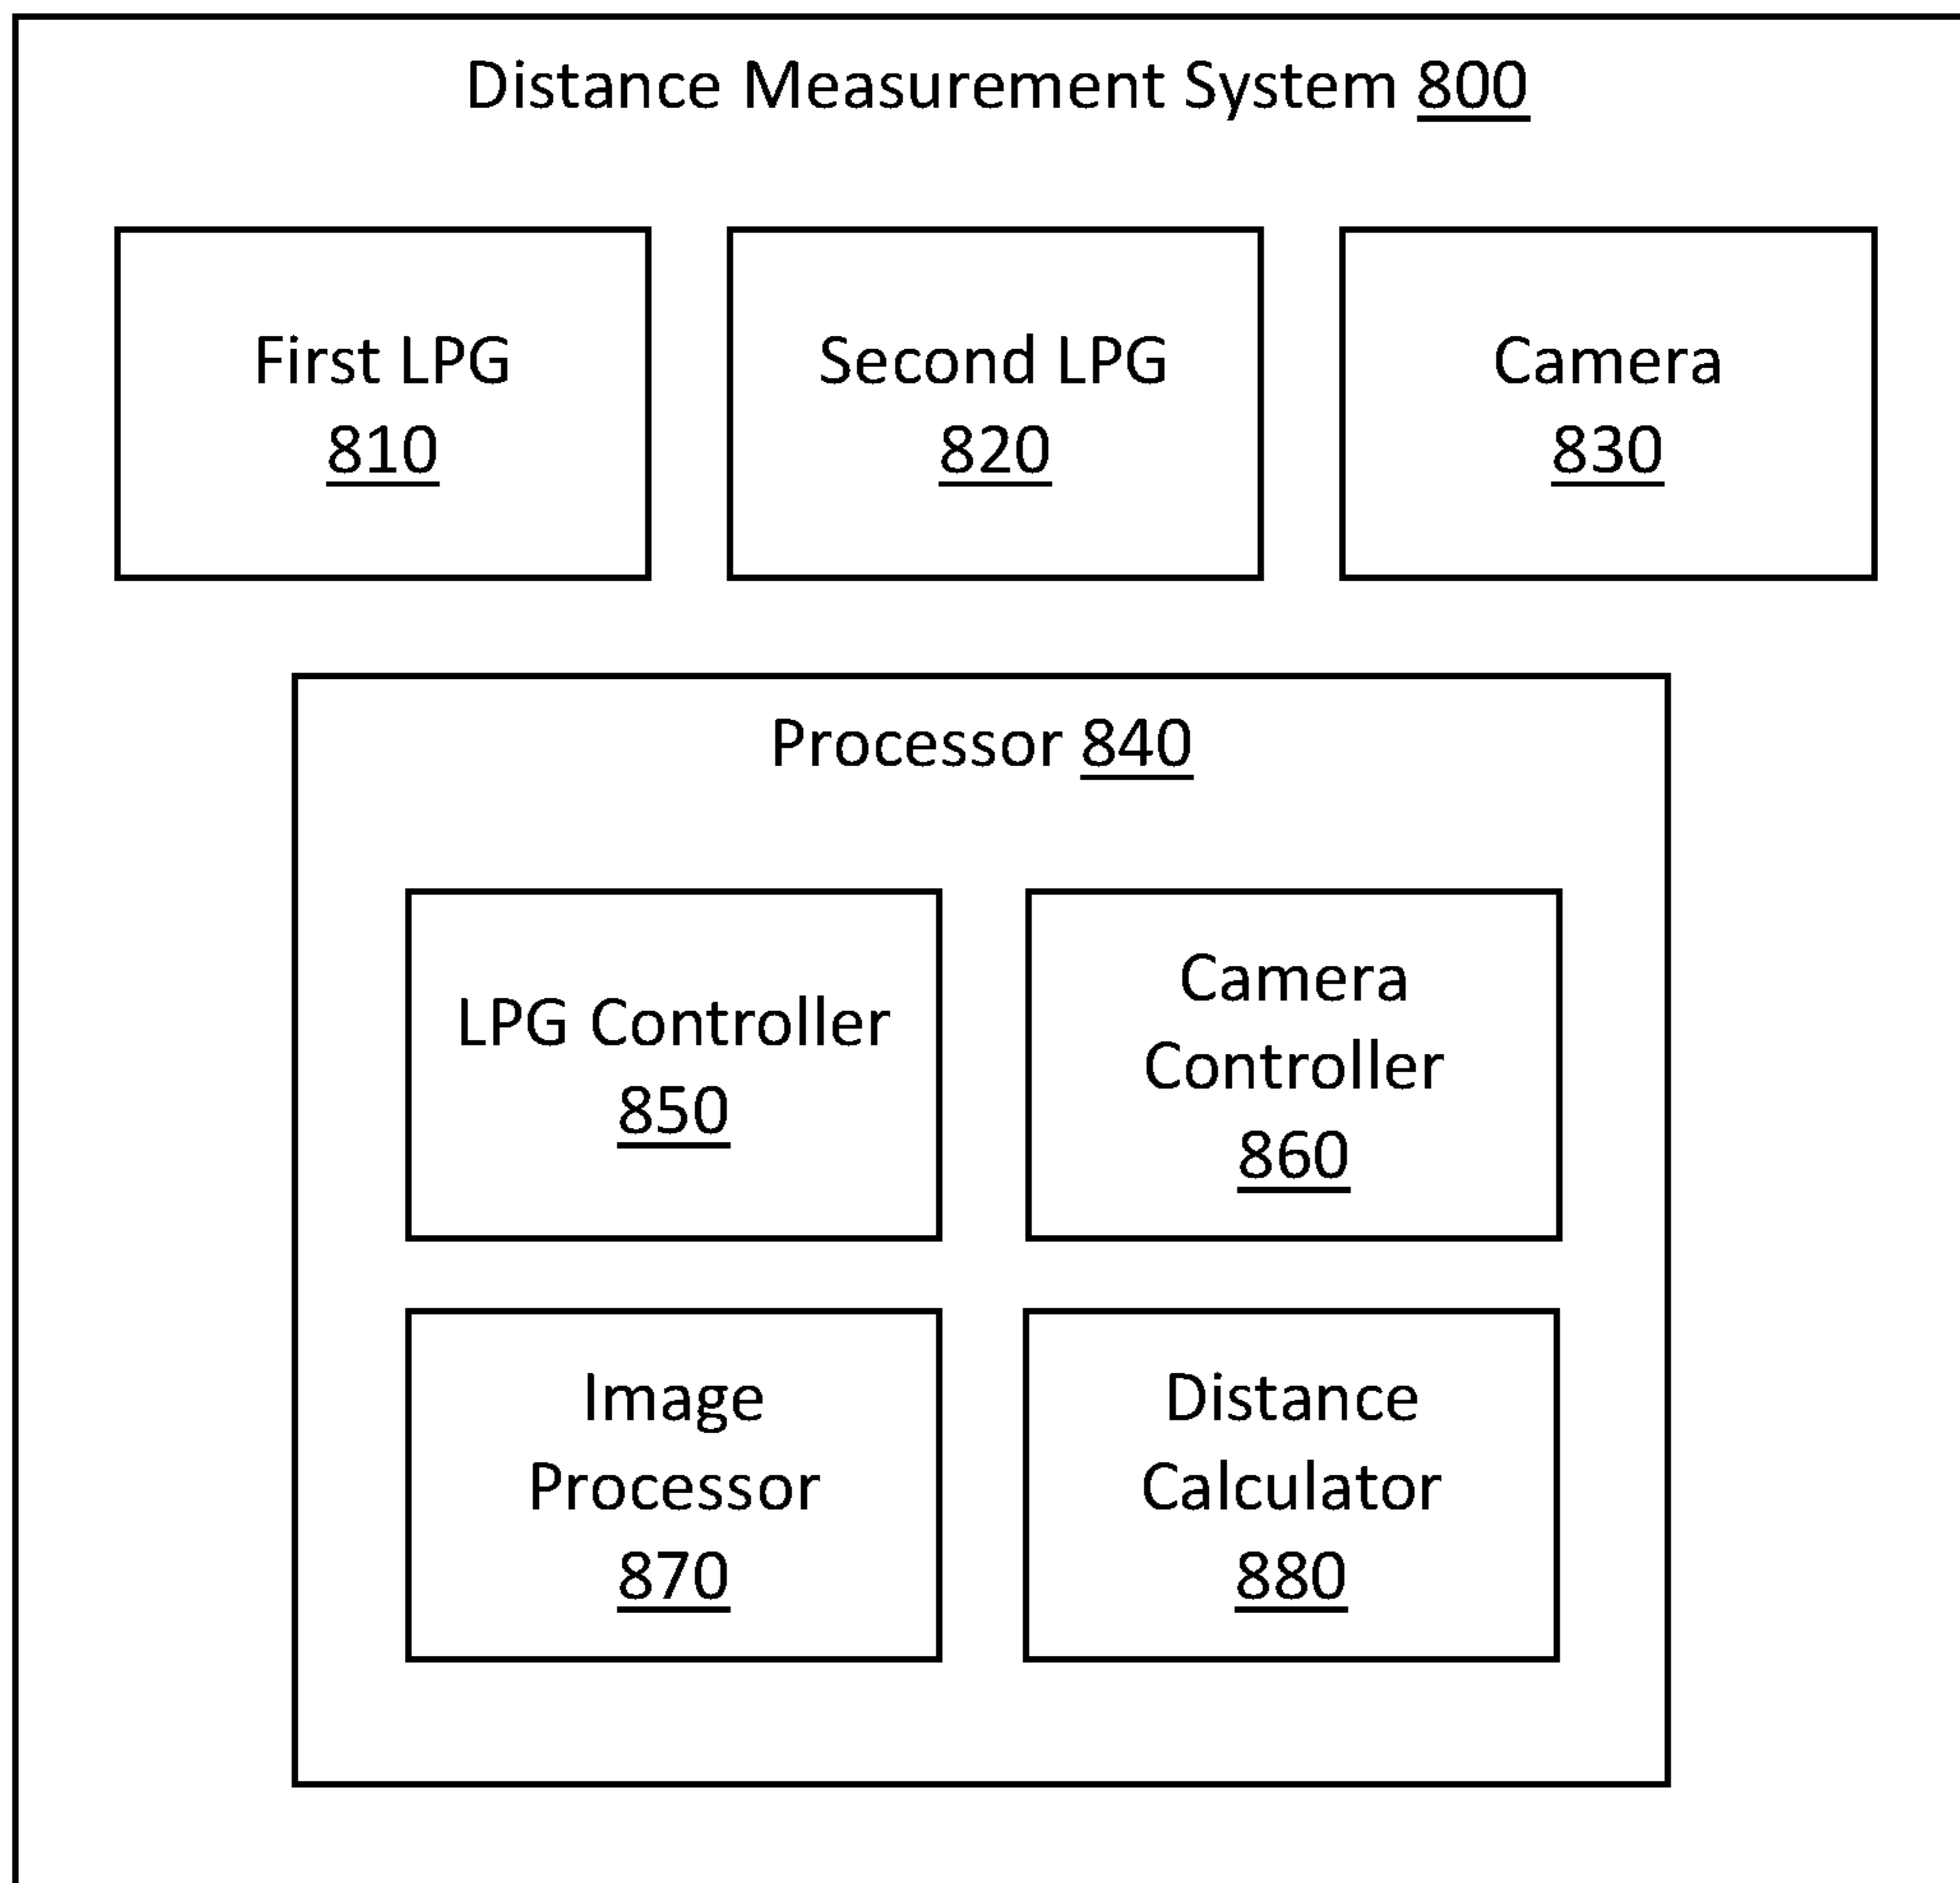 Distance Measurement System 800
First LPG
810
Second LPG
820
Camera
830
Processor 840
LPG Controller
850
Camera
Controller
860
Image
Processor
870
Distance
Calculator
880